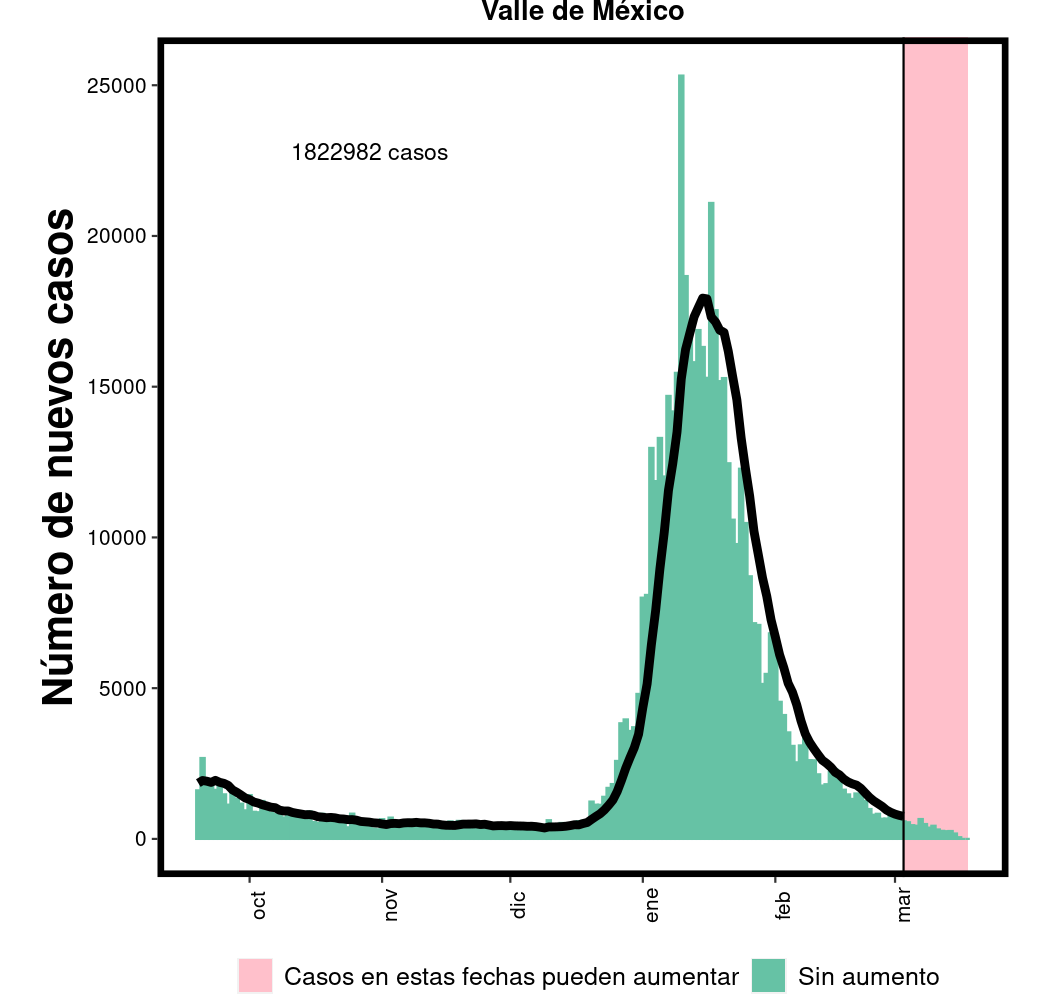 Valle de México
25000
1822982 casos
20000
15000
10000
5000
0
Número de nuevos casos
oct
nov
dic
ene
feb
mar
Casos en estas fechas pueden aumentar
Sin aumento